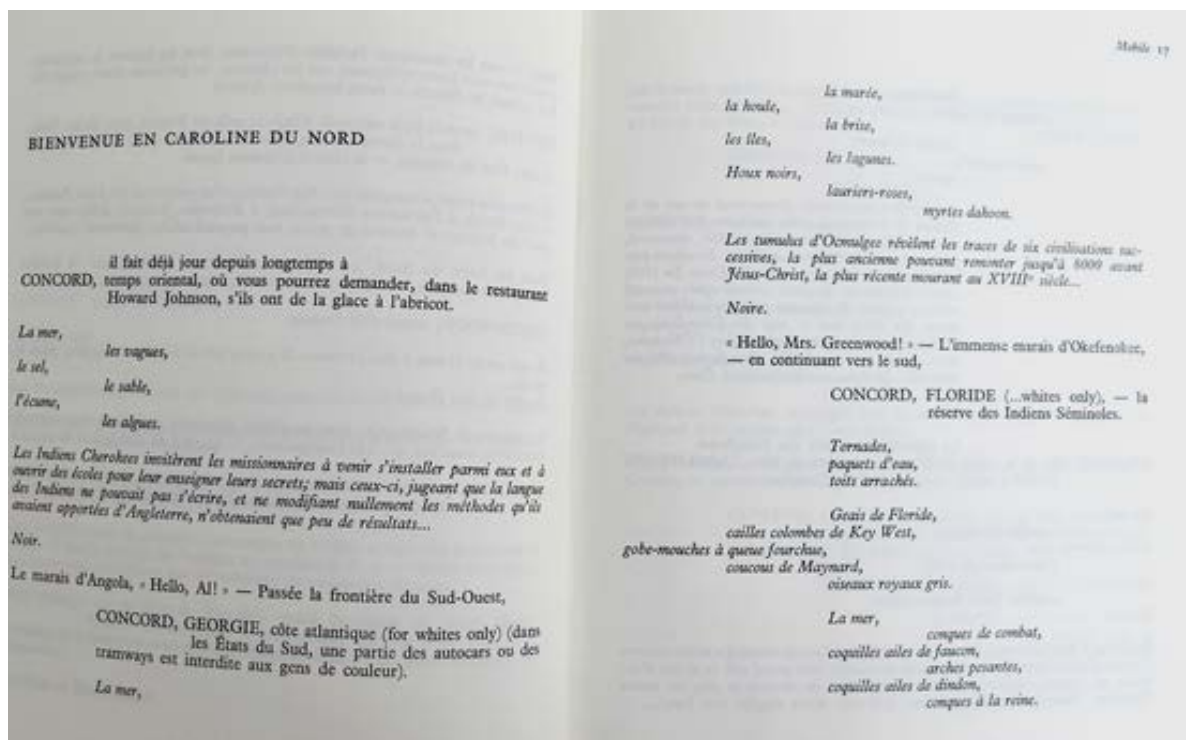 BIENVENUE EN CAROLINE DU NORD
il fait déjà jour depuis longtemps à
CONCORD, temps oriental, où vous pourrez demander, dans le restaurant
Howard Johnson, s'ils ont de la glace à l'abricot.
La mer,
les vagues,
le sel,
le sable,
l'écume,
les algues.
Les Indiens Cherokees invitèrent les missionnaires à venir s'installer parmi eux et à
ouvrir des écoles pour leur enseigner leurs secrets; mais ceux-ci, jugeant que la langue
des Indiens ne pouvait pas s'écrire, et ne modifiant nullement les méthodes qu'ils
avaient apportées d'Angleterre, n'obtenaient que peu de résultats...
Noir.
Le marais d'Angola, « Hello, Al! » — Passée la frontière du Sud-Ouest,
CONCORD, GEORGIE, côte atlantique (for whites only) (dans
les États du Sud, une partie des autocars ou des
tramways est interdite aux gens de couleur).
La mer,
Mobile 17
la marée,
la houle,
la brise,
les îles,
les lagunes.
Houx noirs,
lauriers-roses,
myrtes dahoon.
Les tumulus d'Ocmulgee révèlent les traces de six civilisations suc-
cessives, la plus ancienne pouvant remonter jusqu'à 8000 avant
Jésus-Christ, la plus récente mourant au XVIIIe siècle...
Noire.
« Hello, Mrs. Greenwood! » — L'immense marais d'Okefenokee,
— en continuant vers le sud,
CONCORD, FLORIDE (...whites only), — la
réserve des Indiens Séminoles.
Tornades,
paquets d'eau,
toits arrachés.
Geais de Floride,
cailles colombes de Key West,
gobe-mouches à queue fourchue,
coucous de Maynard,
oiseaux royaux gris.
La mer,
conques de combat,
coquilles ailes de faucon,
arches pesantes,
coquilles ailes de dindon,
conques à la reine.